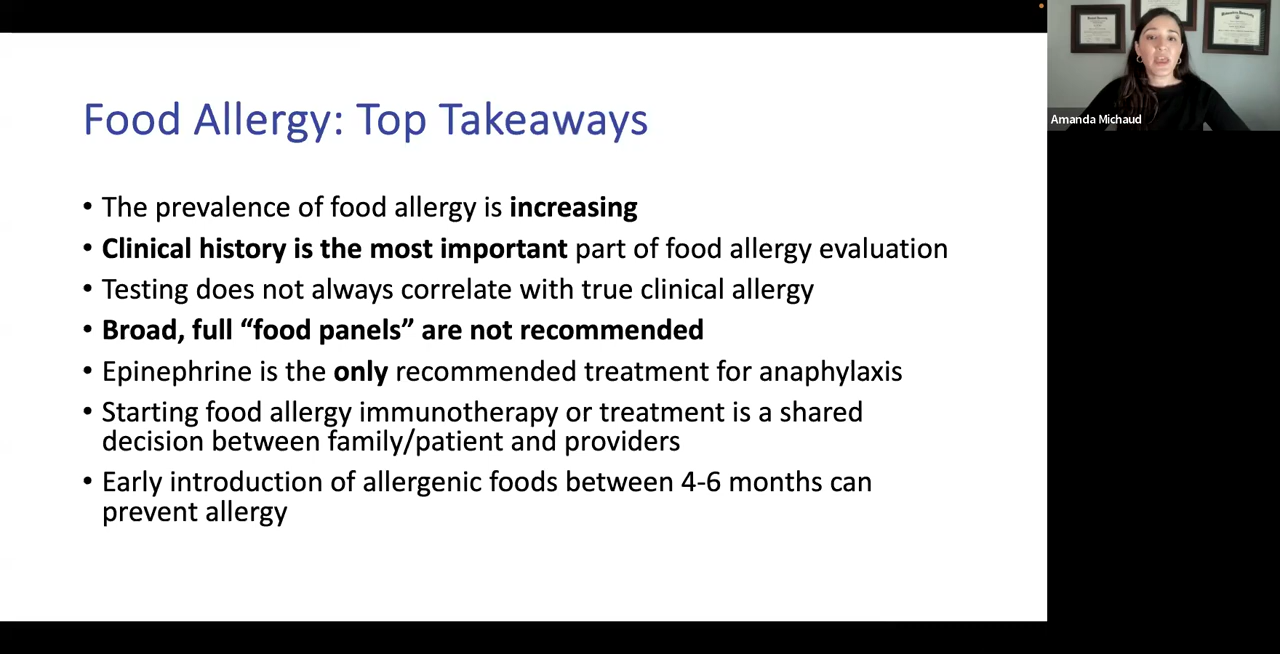 Food Allergy: Top Takeaways
• The prevalence of food allergy is increasing
• Clinical history is the most important part of food allergy evaluation
• Testing does not always correlate with true clinical allergy
• Broad, full “food panels” are not recommended
• Epinephrine is the only recommended treatment for anaphylaxis
• Starting food allergy immunotherapy or treatment is a shared
decision between family/patient and providers
• Early introduction of allergenic foods between 4-6 months can
prevent allergy
Amanda Michaud